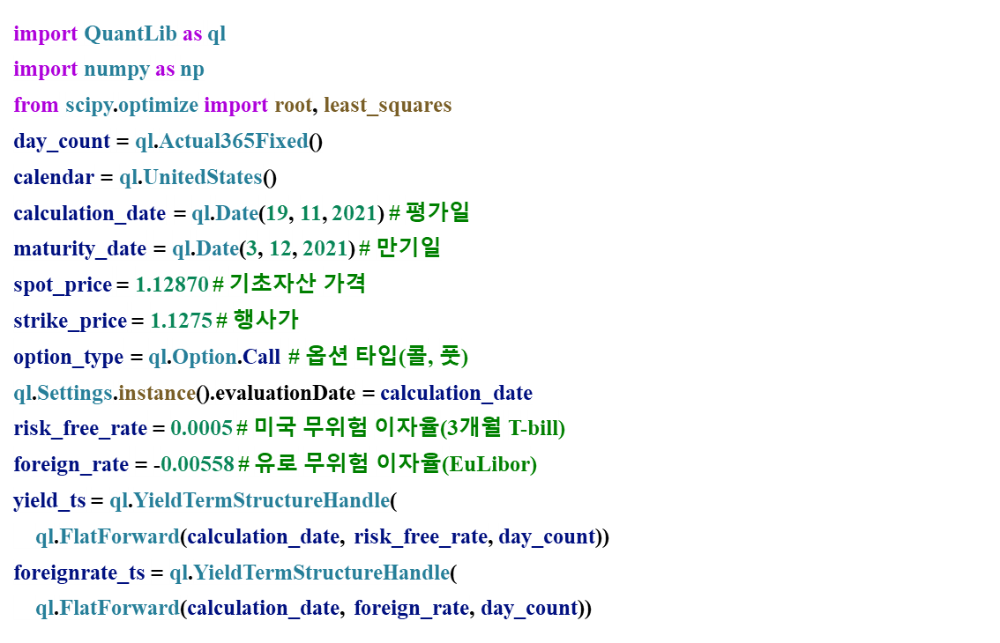 import QuantLib as ql
import numpy as np
from scipy.optimize import root, least_squares
day_count = ql.Actual365Fixed()
calendar = ql.UnitedStates()
calculation_date = ql.Date(19, 11, 2021) # 평가일
maturity_date = ql.Date(3, 12, 2021) # 만기일
spot_price = 1.12870 # 기초자산 가격
strike_price = 1.1275 # 행사가
option_type = ql.Option.Call # 옵션 타입(콜, 풋)
ql.Settings.instance().evaluationDate = calculation_date
risk_free_rate = 0.0005 # 미국 무위험 이자율(3개월 T-bill)
foreign_rate = -0.00558 # 유로 무위험 이자율(EuLibor)
yield_ts = ql.YieldTermStructureHandle(
    ql.FlatForward(calculation_date, risk_free_rate, day_count))
foreignrate_ts = ql.YieldTermStructureHandle(
    ql.FlatForward(calculation_date, foreign_rate, day_count))